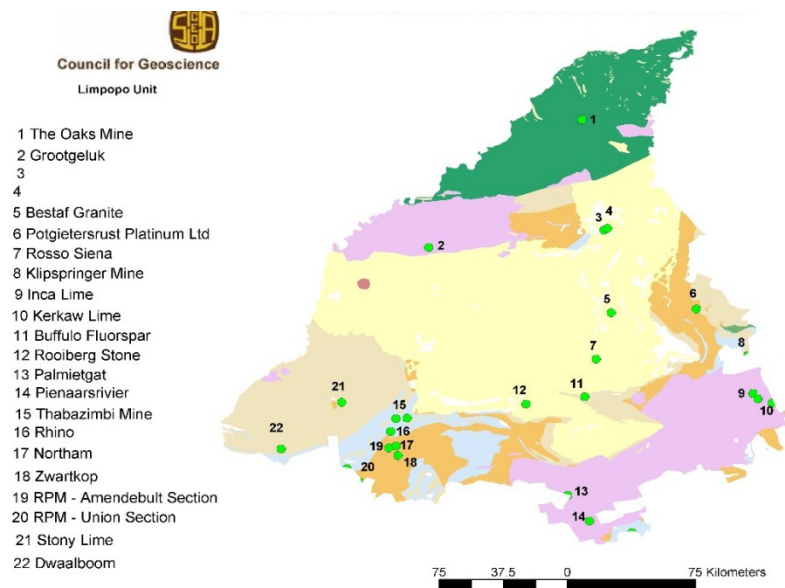 Council for Geoscience
Limpopo Unit
1 The Oaks Mine
2 Grootgeluk
3
4
5 Bestaf Granite
6 Potgietersrust Platinum Ltd
7 Rosso Siena
8 Klipspringer Mine
9 Inca Lime
10 Kerkaw Lime
11 Buffulo Fluorspar
12 Rooiberg Stone
13 Palmietgat
14 Pienaarsrivier
15 Thabazimbi Mine
16 Rhino
17 Northam
18 Zwartkop
19 RPM - Amendebult Section
20 RPM - Union Section
21 Stony Lime
22 Dwaalboom
1
2
3 4
5
6
7
8
9
10
11
12
13
14
15
16
17
18
19
20
21
22
75 37.5 0 75 Kilometers